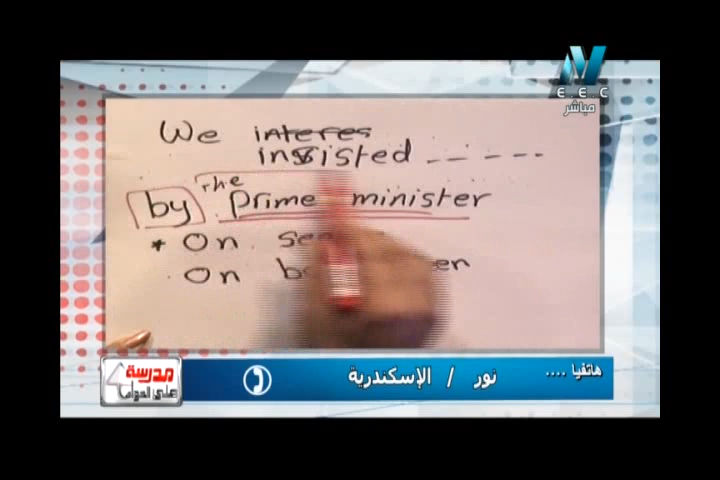 E.E.C
مباشر
We interes
insisted _ _ _ _ _
the
by Prime minister
* On
On
هاتفيا ....
نور / الإسكندرية
مدرسة
على الهواء